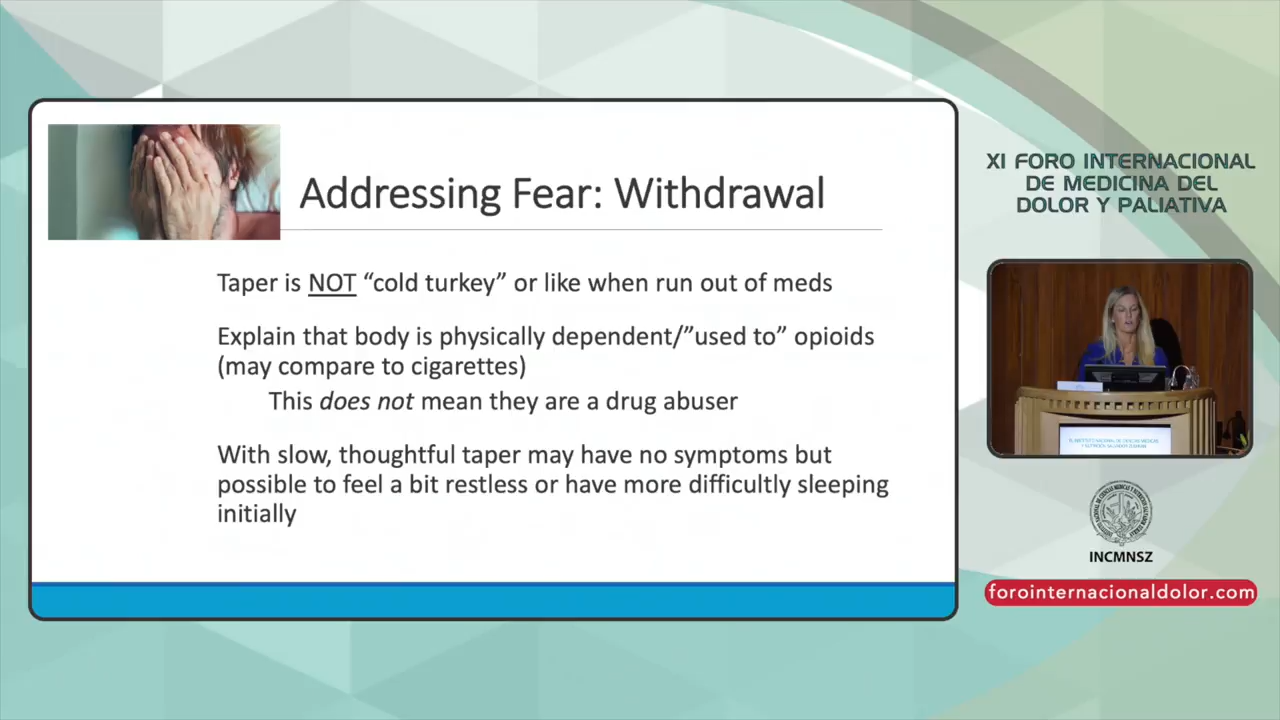 Addressing Fear: Withdrawal
Taper is NOT “cold turkey” or like when run out of meds
Explain that body is physically dependent/”used to” opioids
(may compare to cigarettes)
This does not mean they are a drug abuser
With slow, thoughtful taper may have no symptoms but
possible to feel a bit restless or have more difficultly sleeping
initially
XI FORO INTERNACIONAL
DE MEDICINA DEL
DOLOR Y PALIATIVA
INCMNSZ
forointernacionaldolor.com